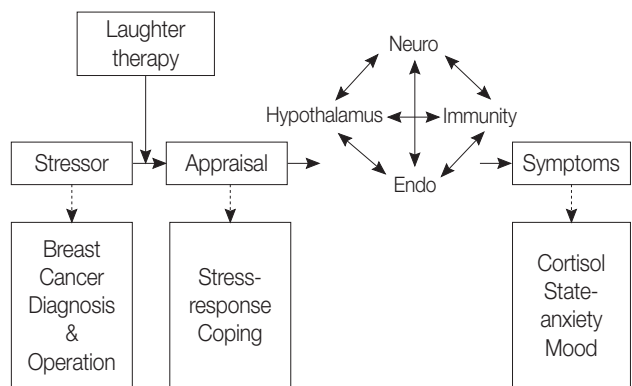 Laughter
therapy
Neuro
Hypothalamus
Immunity
Endo
Stressor
Appraisal
Symptoms
Breast
Cancer
Diagnosis
&
Operation
Stress-
response
Coping
Cortisol
State-
anxiety
Mood